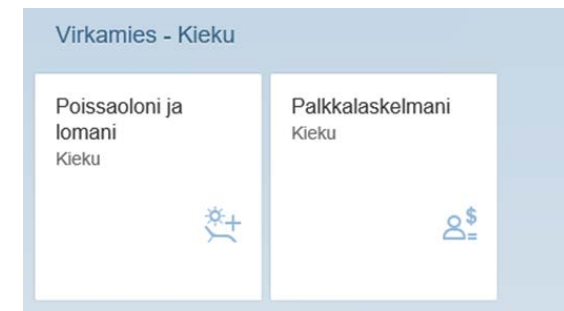 Virkamies - Kieku
Poissaoloni ja
lomani
Kieku
Palkkalaskelmani
Kieku